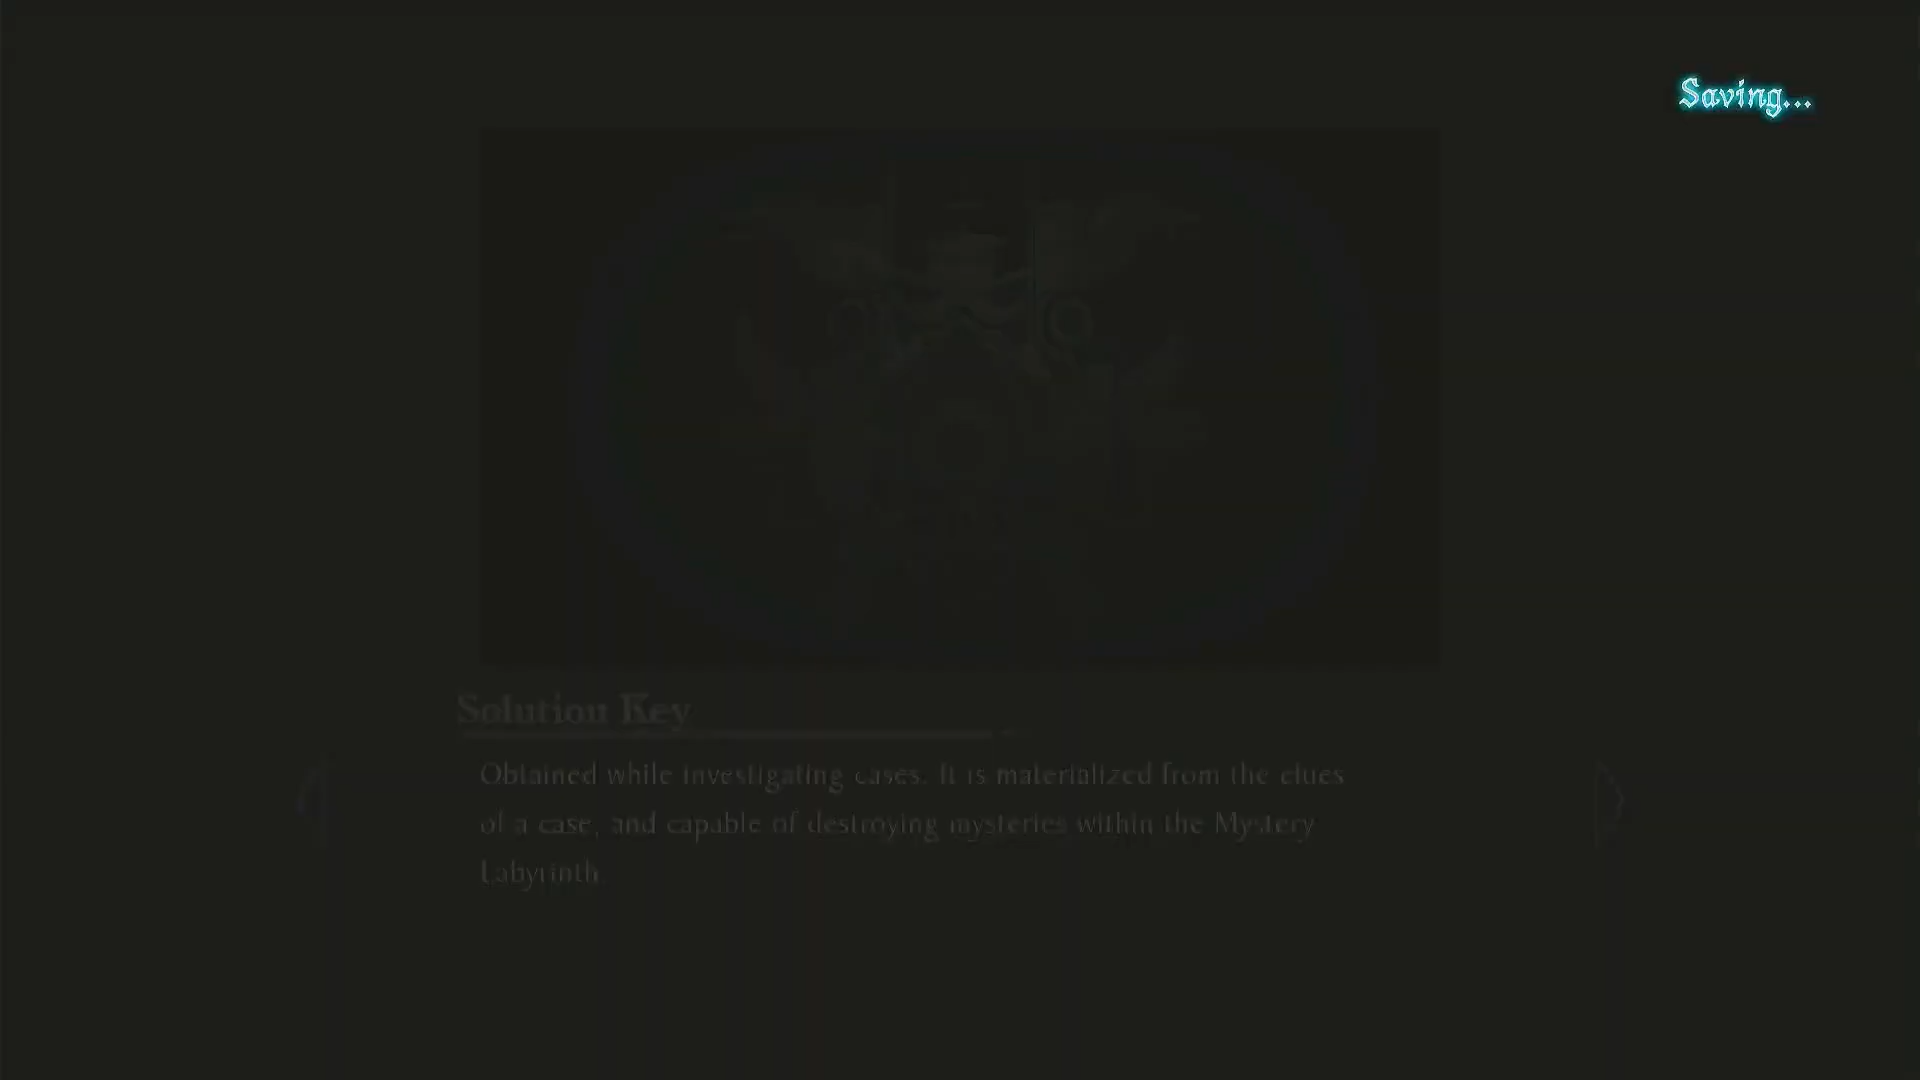 Saving...
Solution Key
Obtained while investigating cases. It is materialized from the clues
of a case, and capable of destroying mysteries within the Mystery
Labyrinth.